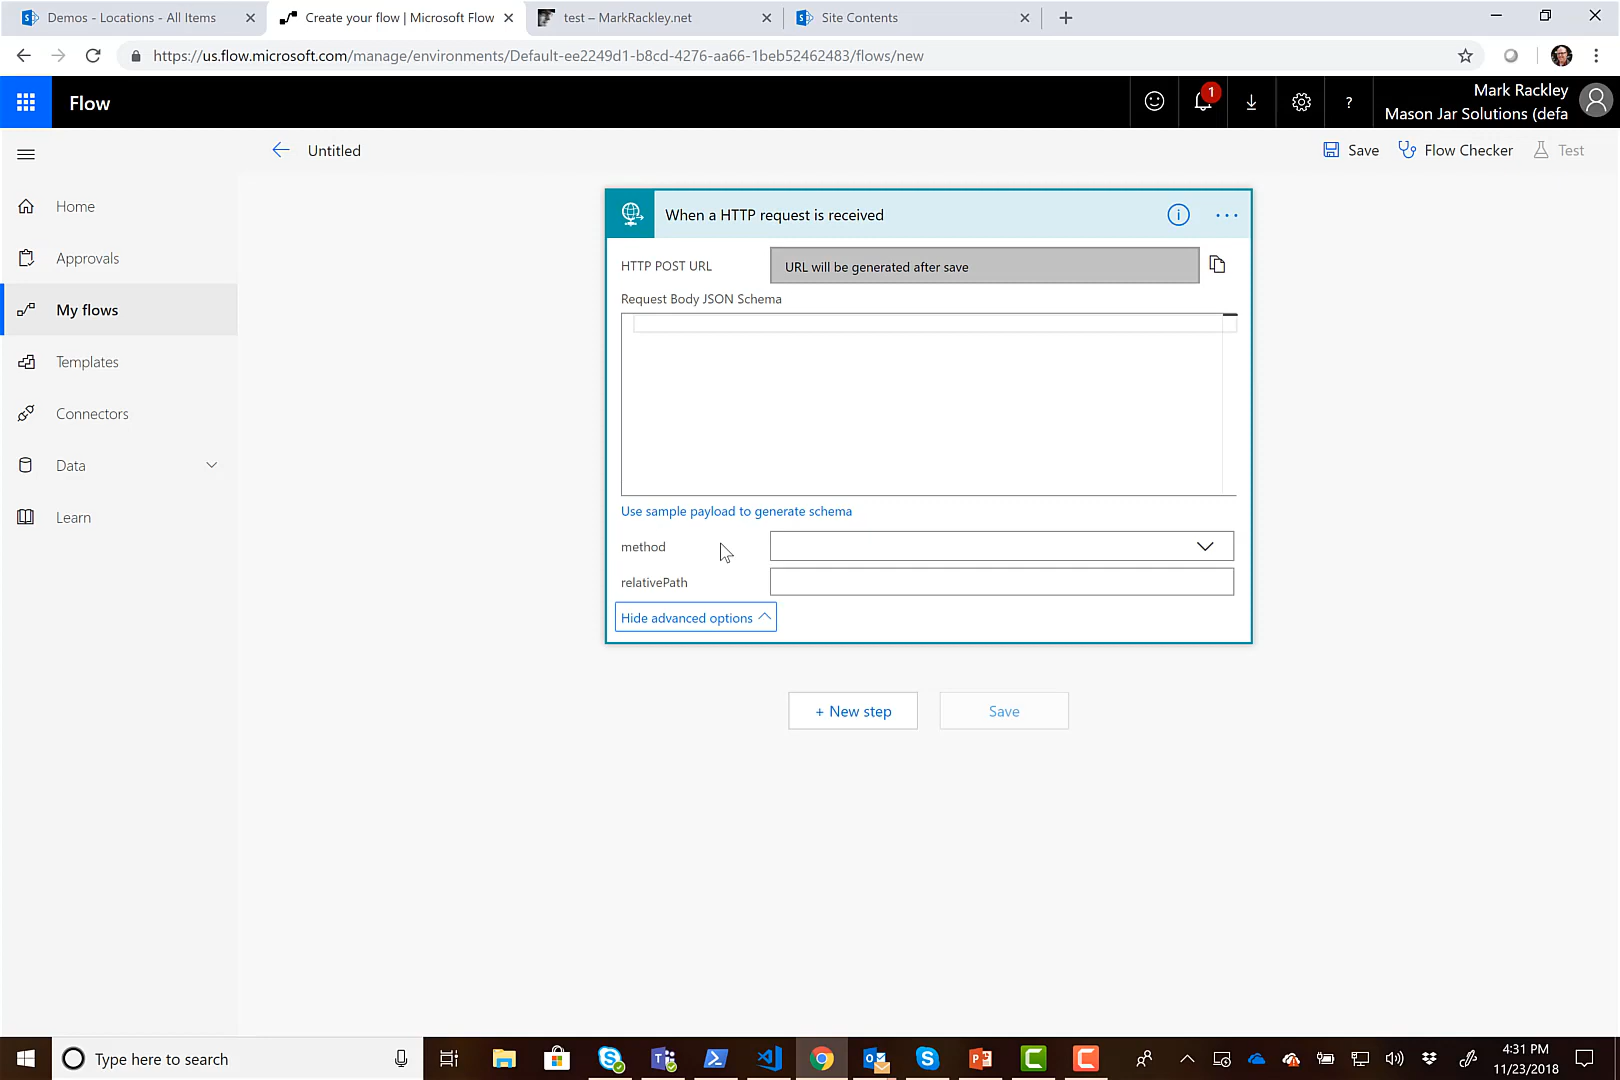 Demos - Locations - All Items
Create your flow | Microsoft Flow
test – MarkRackley.net
Site Contents
https://us.flow.microsoft.com/manage/environments/Default-ee2249d1-b8cd-4276-aa66-1beb52462483/flows/new
Flow
1
?
Mark Rackley
Mason Jar Solutions (defa
Untitled
Save
Flow Checker
Test
Home
Approvals
My flows
Templates
Connectors
Data
Learn
When a HTTP request is received
HTTP POST URL
URL will be generated after save
Request Body JSON Schema
Use sample payload to generate schema
method
relativePath
Hide advanced options
+ New step
Save
Type here to search
4:31 PM
11/23/2018